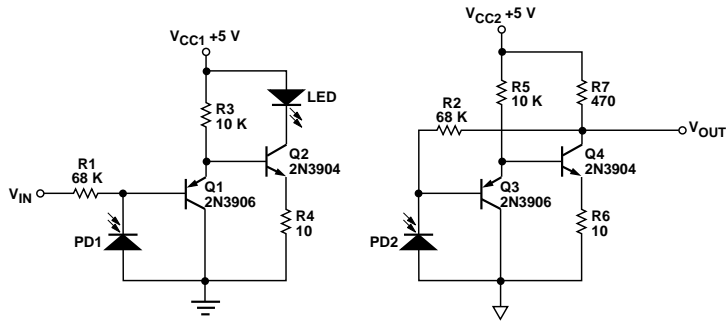 VCC1 +5 V
LED
R3
10 K
R1
68 K
VIN
Q1
2N3906
Q2
2N3904
R4
10
PD1
VCC2 +5 V
R2
68 K
R5
10 K
R7
470
VOUT
Q3
2N3906
Q4
2N3904
R6
10
PD2